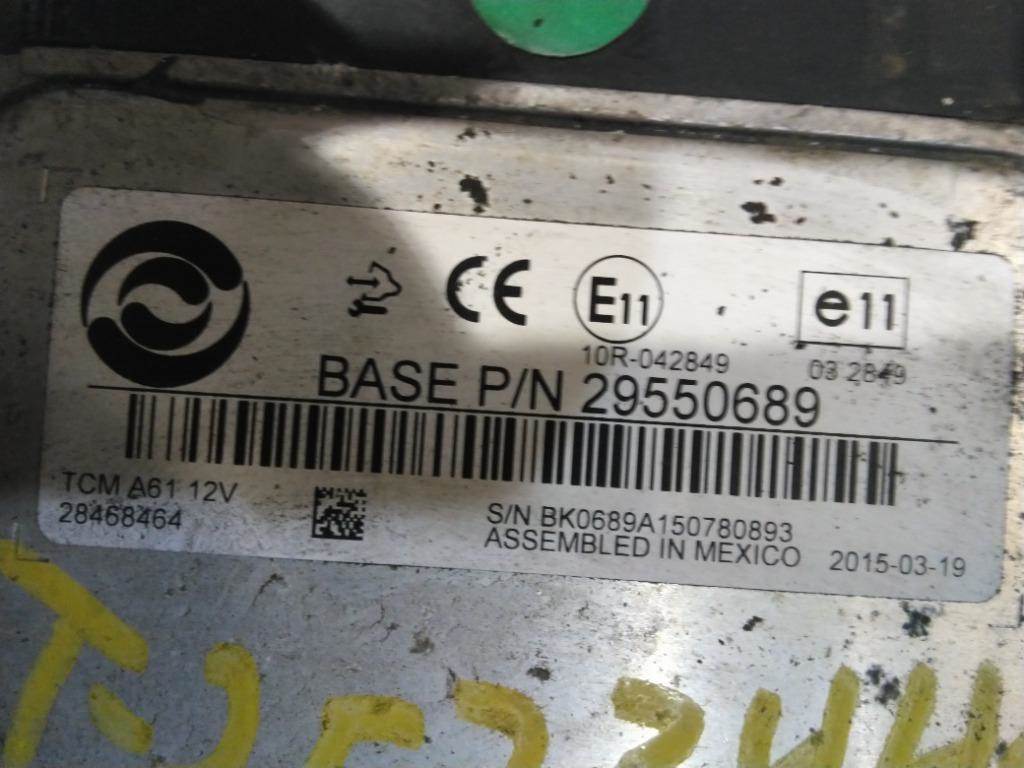 CE E11 e11
10R-042849 03 2849
BASE P/N 29550689
TCM A61 12V
28468464
S/N BK0689A150780893
ASSEMBLED IN MEXICO 2015-03-19